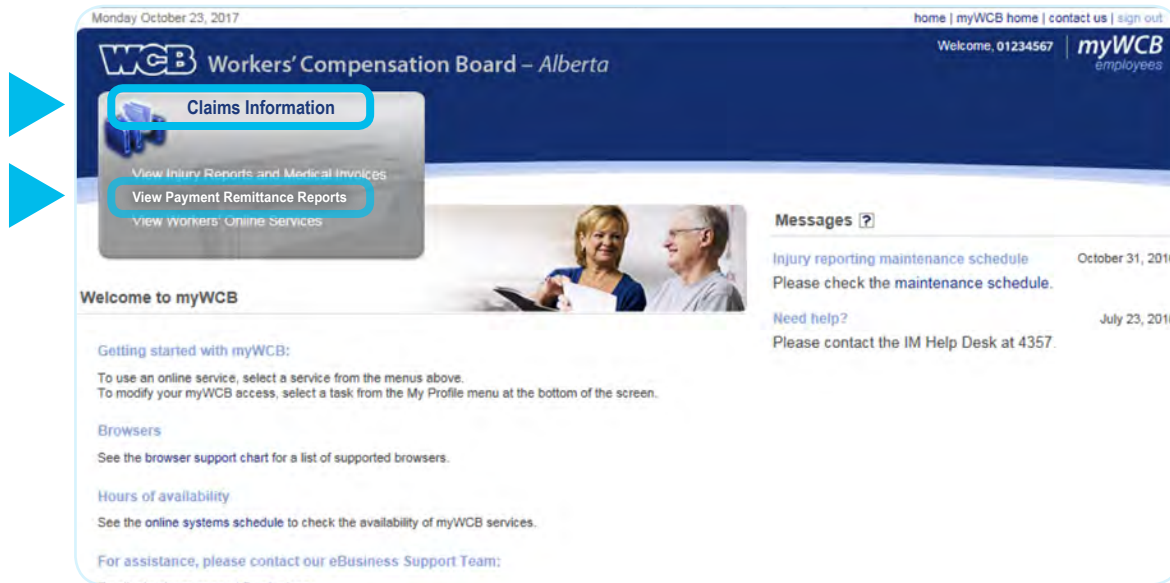 Monday October 23, 2017
home | myWCB home | contact us | sign out
WCB Workers' Compensation Board – Alberta
Welcome, 01234567
myWCB
employees
Claims Information
View Injury Reports and Medical Invoices
View Payment Remittance Reports
View Workers' Online Services
Messages ?
Injury reporting maintenance schedule October 31, 201
Please check the maintenance schedule.
Need help? July 23, 201
Please contact the IM Help Desk at 4357.
Welcome to myWCB
Getting started with myWCB:
To use an online service, select a service from the menus above.
To modify your myWCB access, select a task from the My Profile menu at the bottom of the screen.
Browsers
See the browser support chart for a list of supported browsers.
Hours of availability
See the online systems schedule to check the availability of myWCB services.
For assistance, please contact our eBusiness Support Team: